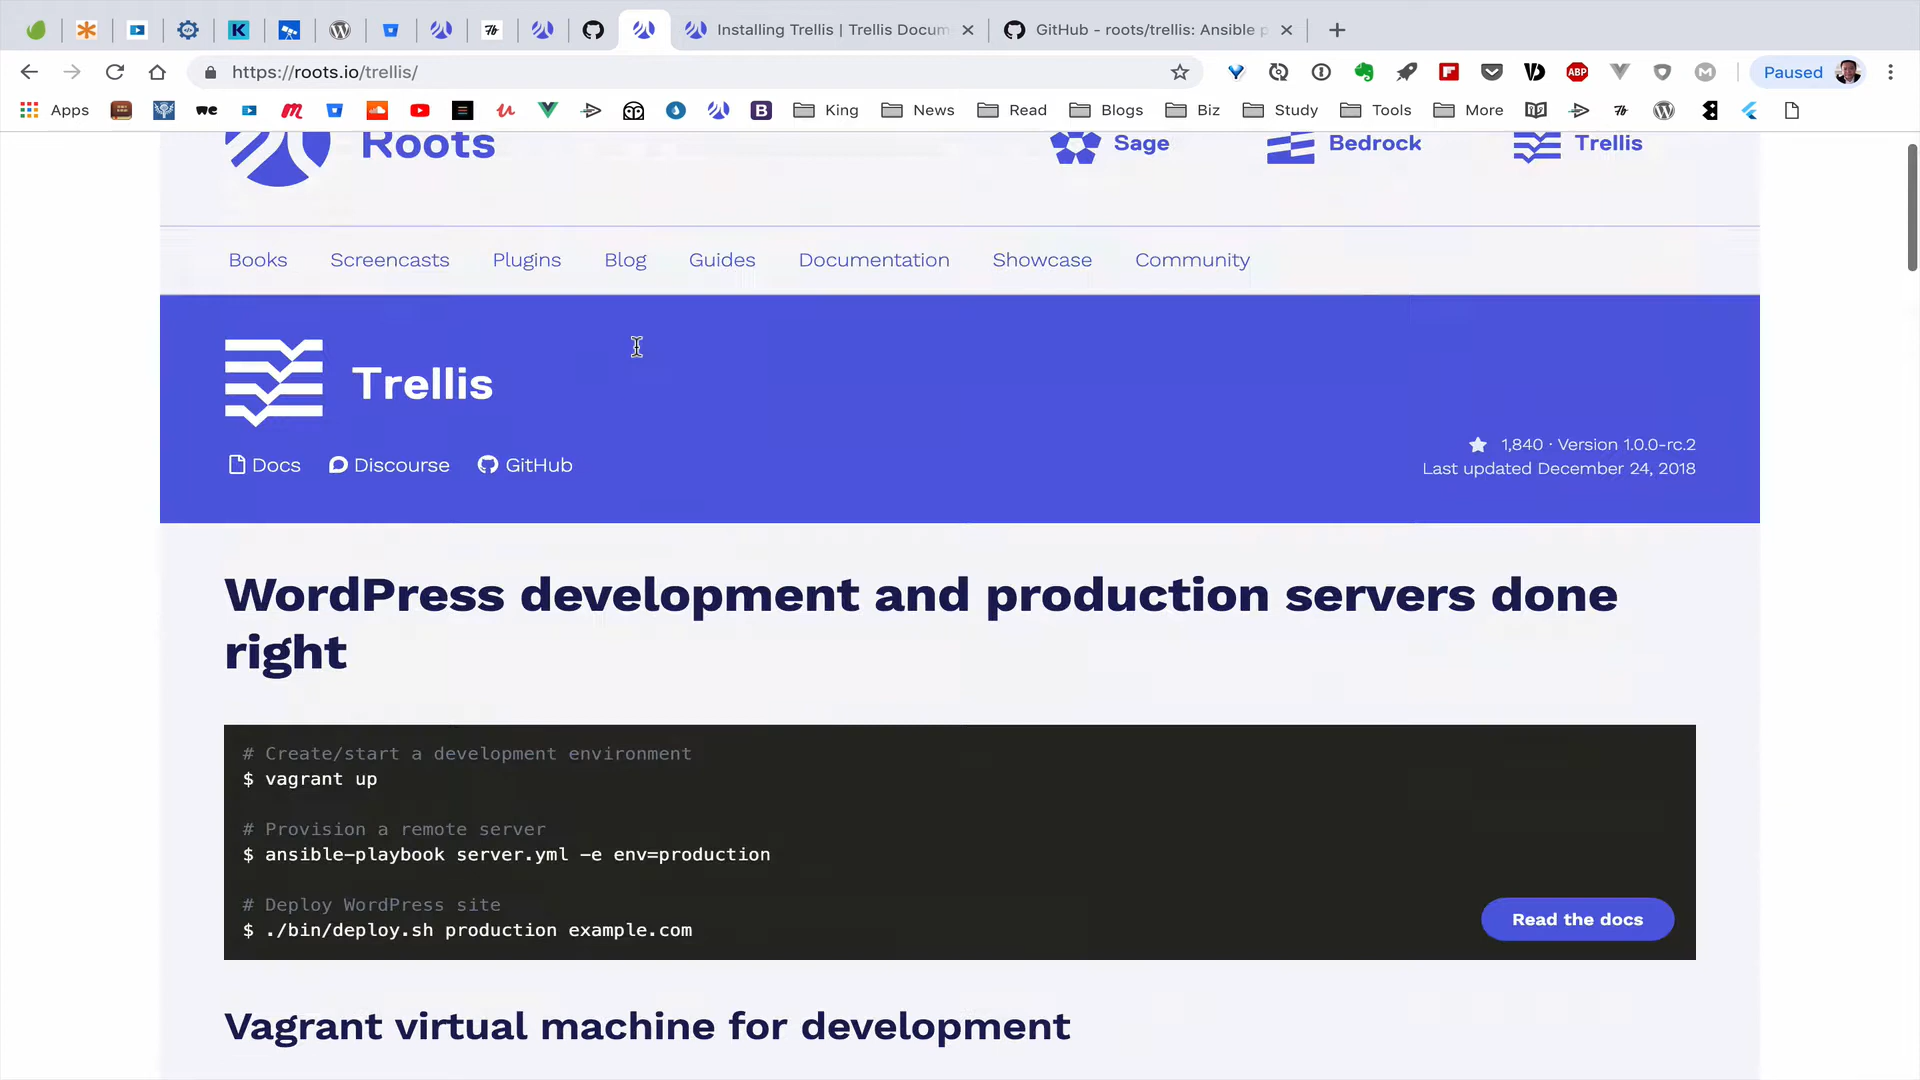 Installing Trellis | Trellis Docum
GitHub - roots/trellis: Ansible p
https://roots.io/trellis/
Paused
Apps
King
News
Read
Blogs
Biz
Study
Tools
More
Roots
Sage
Bedrock
Trellis
Books
Screencasts
Plugins
Blog
Guides
Documentation
Showcase
Community
Trellis
Docs
Discourse
GitHub
1,840 · Version 1.0.0-rc.2
Last updated December 24, 2018
WordPress development and production servers done
right
# Create/start a development environment
$ vagrant up
# Provision a remote server
$ ansible-playbook server.yml -e env=production
# Deploy WordPress site
$ ./bin/deploy.sh production example.com
Read the docs
Vagrant virtual machine for development